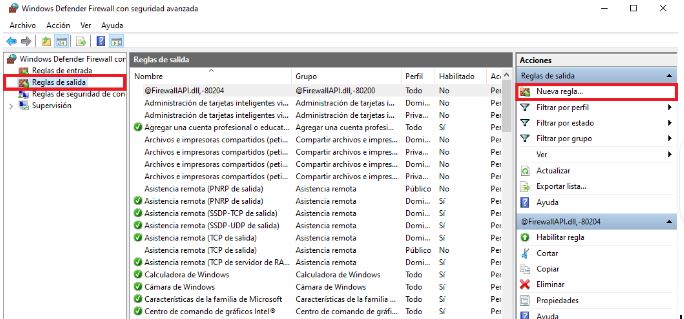 Windows Defender Firewall con seguridad avanzada
Archivo Acción Ver Ayuda
Windows Defender Firewall con
Reglas de entrada
Reglas de salida
Reglas de seguridad de con
Supervisión
Reglas de salida
Nombre Grupo Perfil Habilitado Acc
@FirewallAPI.dll,-80204 @FirewallAPI.dll,-80200 Todo No Per
Administración de tarjetas inteligentes vi... Administración de tarjetas i... Domi... No Per
Administración de tarjetas inteligentes vi... Administración de tarjetas i... Priva... No Per
Agregar una cuenta profesional o educat... Agregar una cuenta profesi... Todo Sí Per
Archivos e impresoras compartidos (peti... Compartir archivos e impres... Domi... No Per
Archivos e impresoras compartidos (peti... Compartir archivos e impres... Priva... No Per
Archivos e impresoras compartidos (peti... Compartir archivos e impres... Priva... No Per
Asistencia remota (PNRP de salida) Asistencia remota Público No Per
Asistencia remota (PNRP de salida) Asistencia remota Domi... Sí Per
Asistencia remota (SSDP-TCP de salida) Asistencia remota Domi... Sí Per
Asistencia remota (SSDP-UDP de salida) Asistencia remota Domi... Sí Per
Asistencia remota (TCP de salida) Asistencia remota Domi... Sí Per
Asistencia remota (TCP de salida) Asistencia remota Público No Per
Asistencia remota (TCP de servidor de RA... Asistencia remota Domi... Sí Per
Calculadora de Windows Calculadora de Windows Todo Sí Per
Cámara de Windows Cámara de Windows Todo Sí Per
Características de la familia de Microsoft Características de la familia ... Todo Sí Per
Centro de comando de gráficos Intel® Centro de comando de gráfi... Todo Sí Per
Acciones
Reglas de salida
Nueva regla...
Filtrar por perfil
Filtrar por estado
Filtrar por grupo
Ver
Actualizar
Exportar lista...
Ayuda
@FirewallAPI.dll,-80204
Habilitar regla
Cortar
Copiar
Eliminar
Propiedades
Ayuda